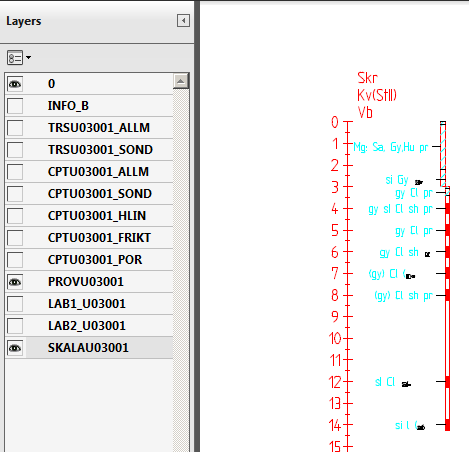 Layers
0
INFO_B
TRSU03001_ALLM
TRSU03001_SOND
CPTU03001_ALLM
CPTU03001_SOND
CPTU03001_HLIN
CPTU03001_FRIKT
CPTU03001_POR
PROVU03001
LAB1_U03001
LAB2_U03001
SKALAU03001
Skr
Kv(StII)
Vb
0
1 Mg: Sa, Gy,Hu pr
2
si Gy
3
gy Cl pr
4 gy si Cl sh pr
5 gy Cl pr
6 gy Cl sh
7 (gy) Cl (
8 (gy) Cl sh pr
9
10
11
12 si Cl
13
14 si l (
15